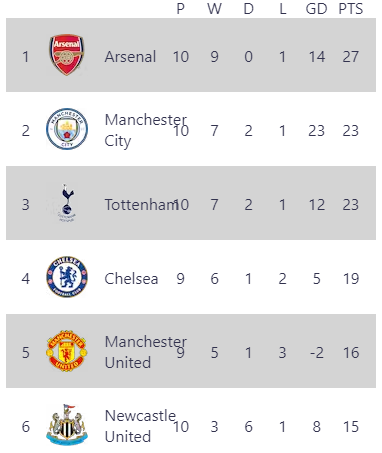 P W D L GD PTS
1 Arsenal Arsenal 10 9 0 1 14 27
2 MANCHESTER CITY Manchester City 10 7 2 1 23 23
3 Tottenham 10 7 2 1 12 23
4 CHELSEA FOOTBALL CLUB Chelsea 9 6 1 2 5 19
5 MANCHESTER UNITED Manchester United 9 5 1 3 -2 16
6 Newcastle United 10 3 6 1 8 15